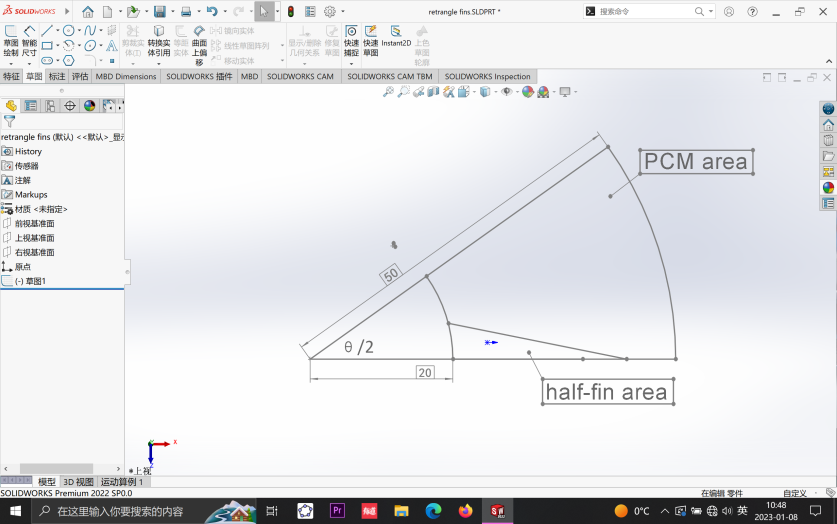 SOLIDWORKS
retrangle fins.SLDPRT *
搜索命令
草图绘制
智能尺寸
剪裁实体(T)
转换实体引用
等距实体
曲面上偏移
镜向实体
线性草图阵列
移动实体
显示/删除几何关系
修复草图
快速捕捉
快速草图
Instant2D
上色草图轮廓
特征 草图 标注 评估 MBD Dimensions SOLIDWORKS 插件 MBD SOLIDWORKS CAM SOLIDWORKS CAM TBM SOLIDWORKS Inspection
retrangle fins (默认) <<默认>_显示
History
传感器
注解
Markups
材质 <未指定>
前视基准面
上视基准面
右视基准面
原点
(-) 草图1
PCM area
50
θ/2
20
half-fin area
X
Z
*上视
模型 3D 视图 运动算例 1
SOLIDWORKS Premium 2022 SP0.0
在编辑 零件
自定义
在这里输入你要搜索的内容
Pr
0°C
英
10:48
2023-01-08